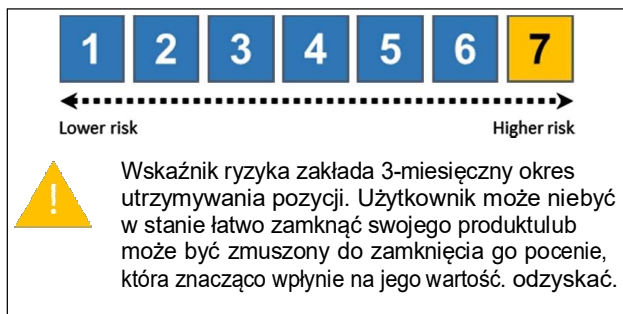 1 2 3 4 5 6 7
Lower risk Higher risk
!
Wskaźnik ryzyka zakłada 3-miesięczny okres
utrzymywania pozycji. Użytkownik może niebyć
w stanie łatwo zamknąć swojego produktulub
może być zmuszony do zamknięcia go pocenie,
która znacząco wpłynie na jego wartość. odzyskać.